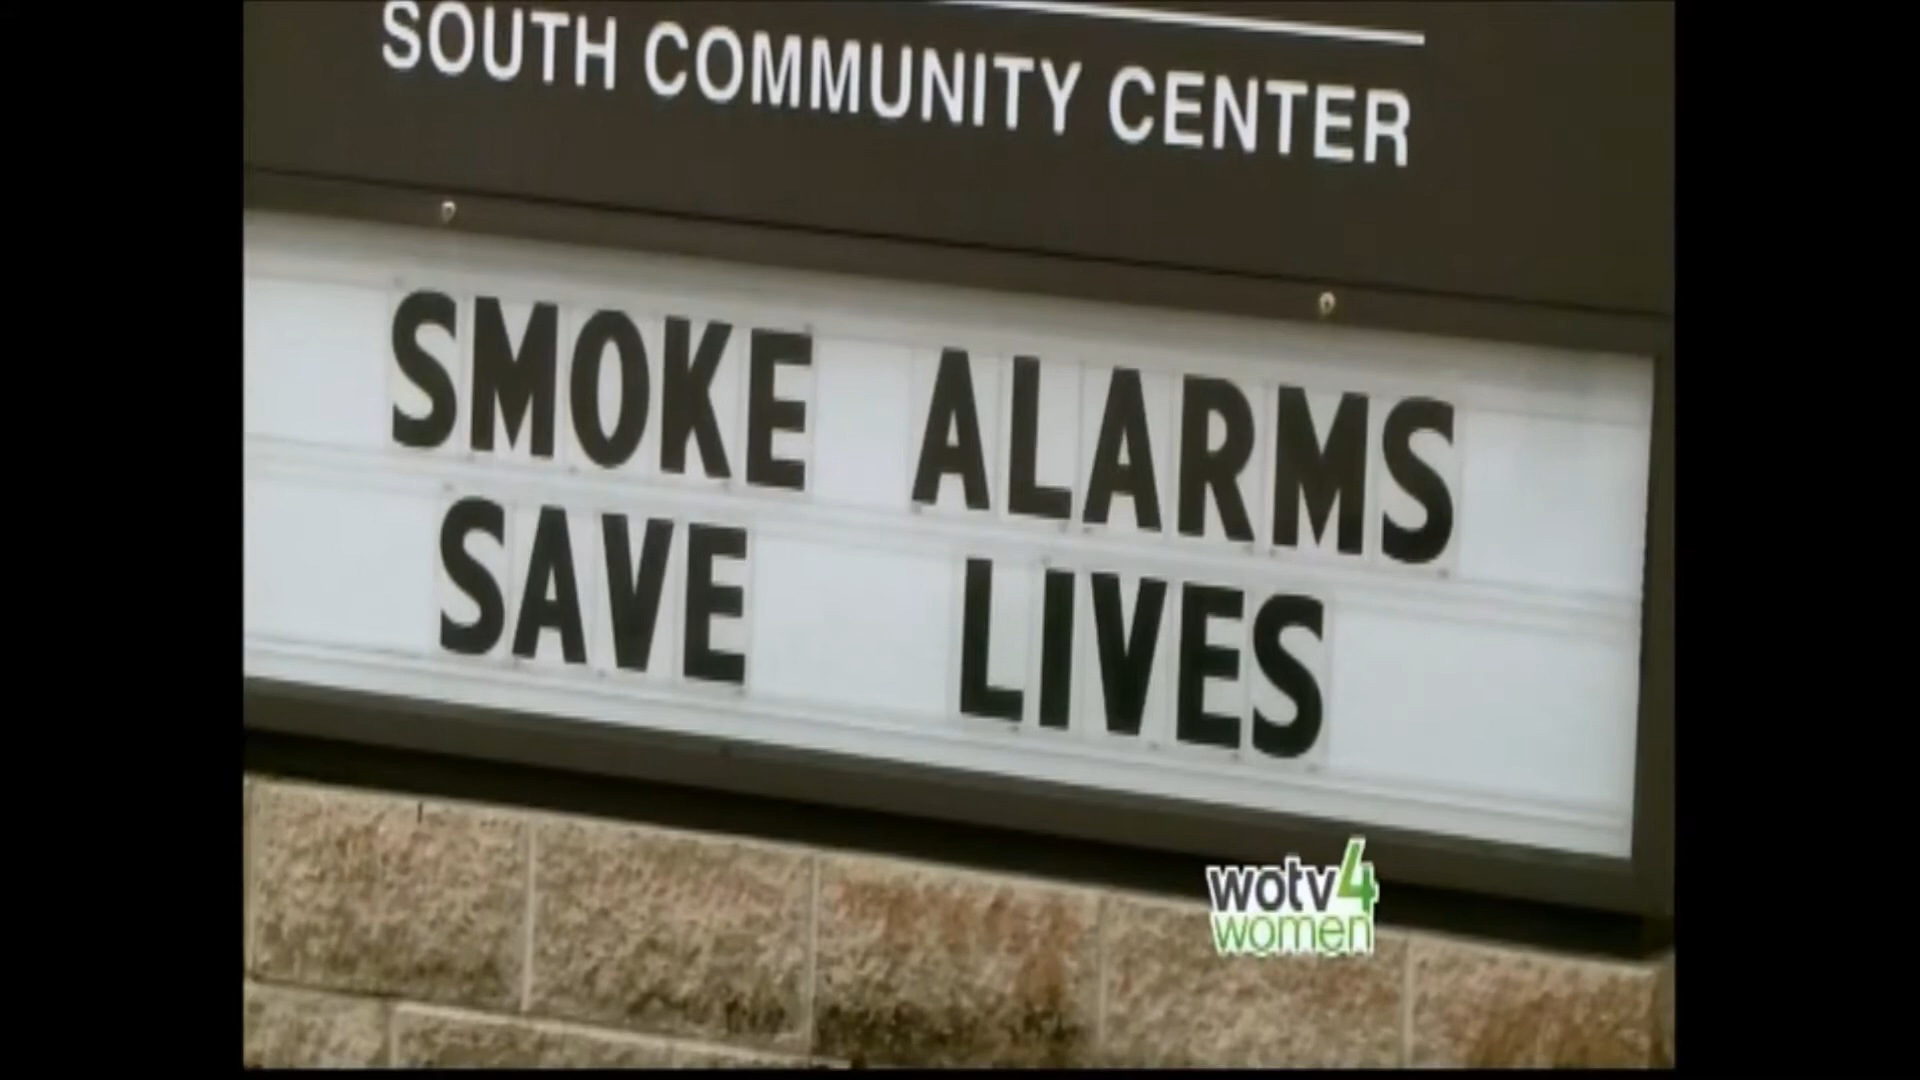 SOUTH COMMUNITY CENTER
SMOKE ALARMS
SAVE LIVES
wotv4
women